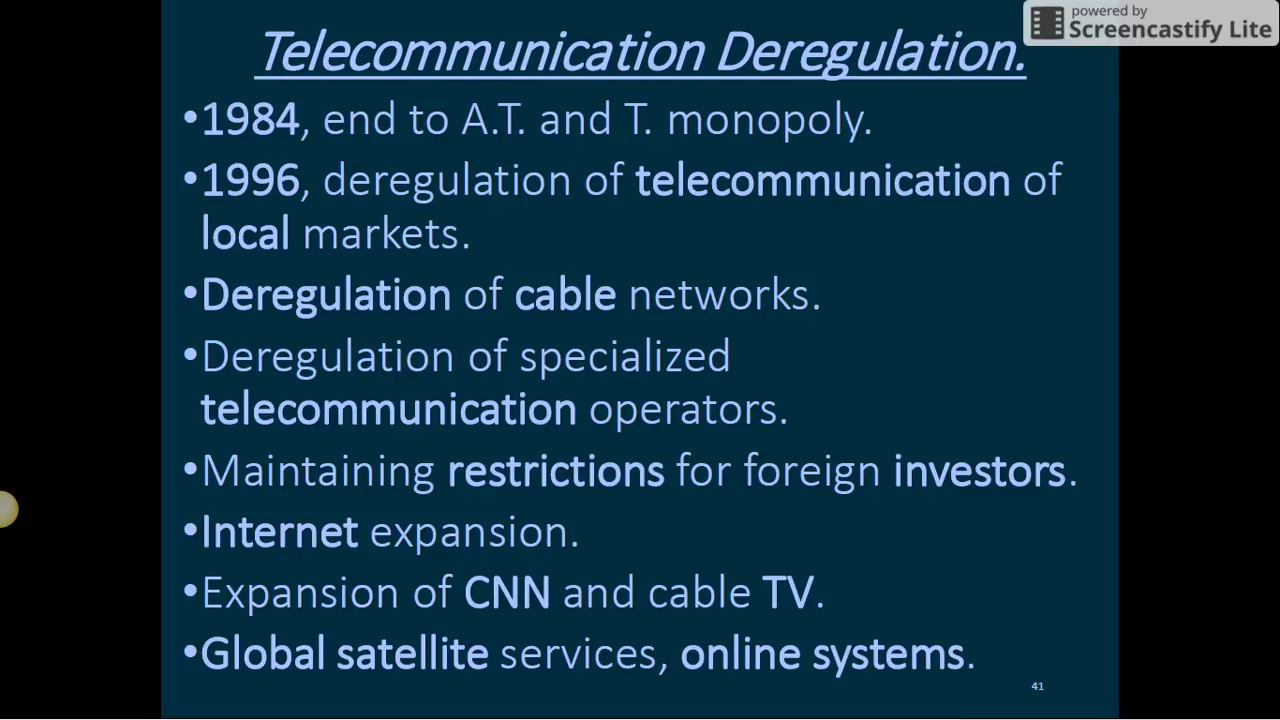 powered by
Screencastify Lite
Telecommunication Deregulation.
•1984, end to A.T. and T. monopoly.
•1996, deregulation of telecommunication of
local markets.
•Deregulation of cable networks.
•Deregulation of specialized
telecommunication operators.
•Maintaining restrictions for foreign investors.
•Internet expansion.
•Expansion of CNN and cable TV.
•Global satellite services, online systems.
41